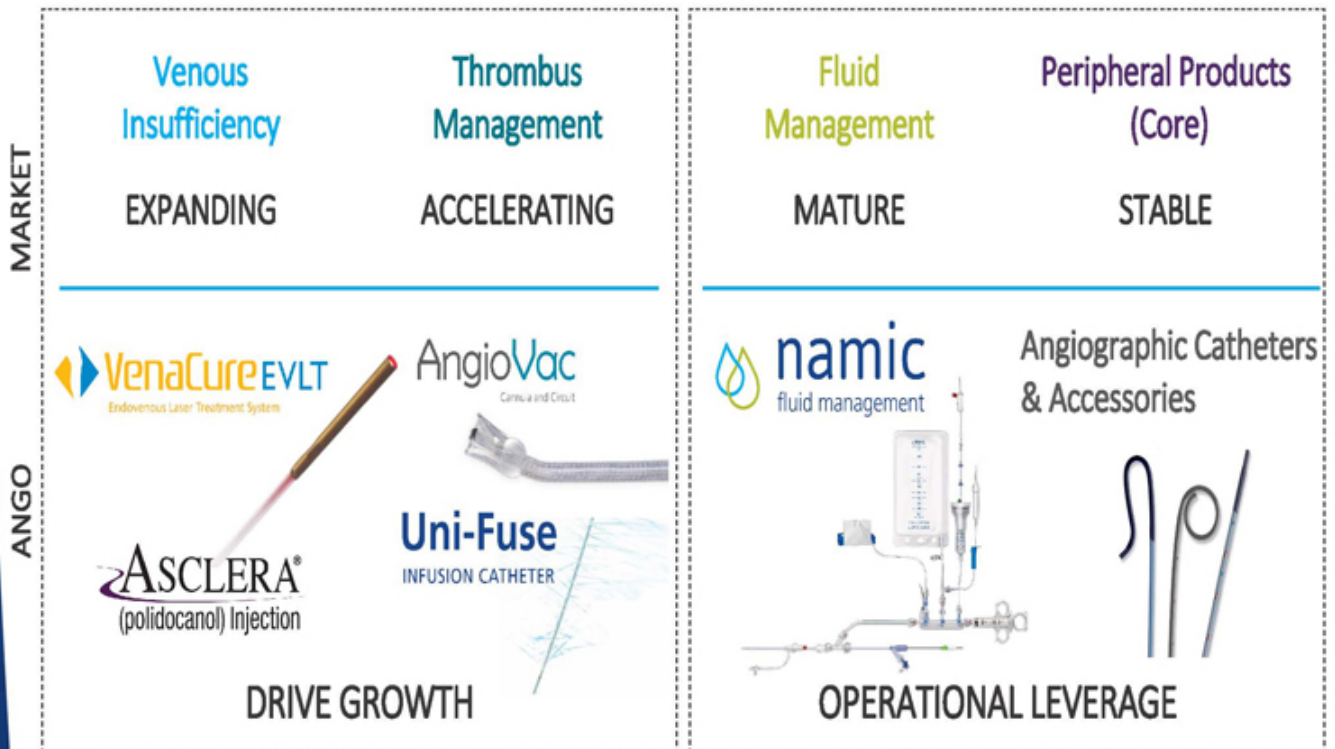 MARKET
Venous
Insufficiency
EXPANDING
Thrombus
Management
ACCELERATING
Fluid
Management
MATURE
Peripheral Products
(Core)
STABLE
ANGO
VenaCure EVLT
Endovenous Laser Treatment System
ASCLERA®
(polidocanol) Injection
AngioVac
Cannula and Circuit
Uni-Fuse
INFUSION CATHETER
DRIVE GROWTH
namic
fluid management
Angiographic Catheters
& Accessories
OPERATIONAL LEVERAGE